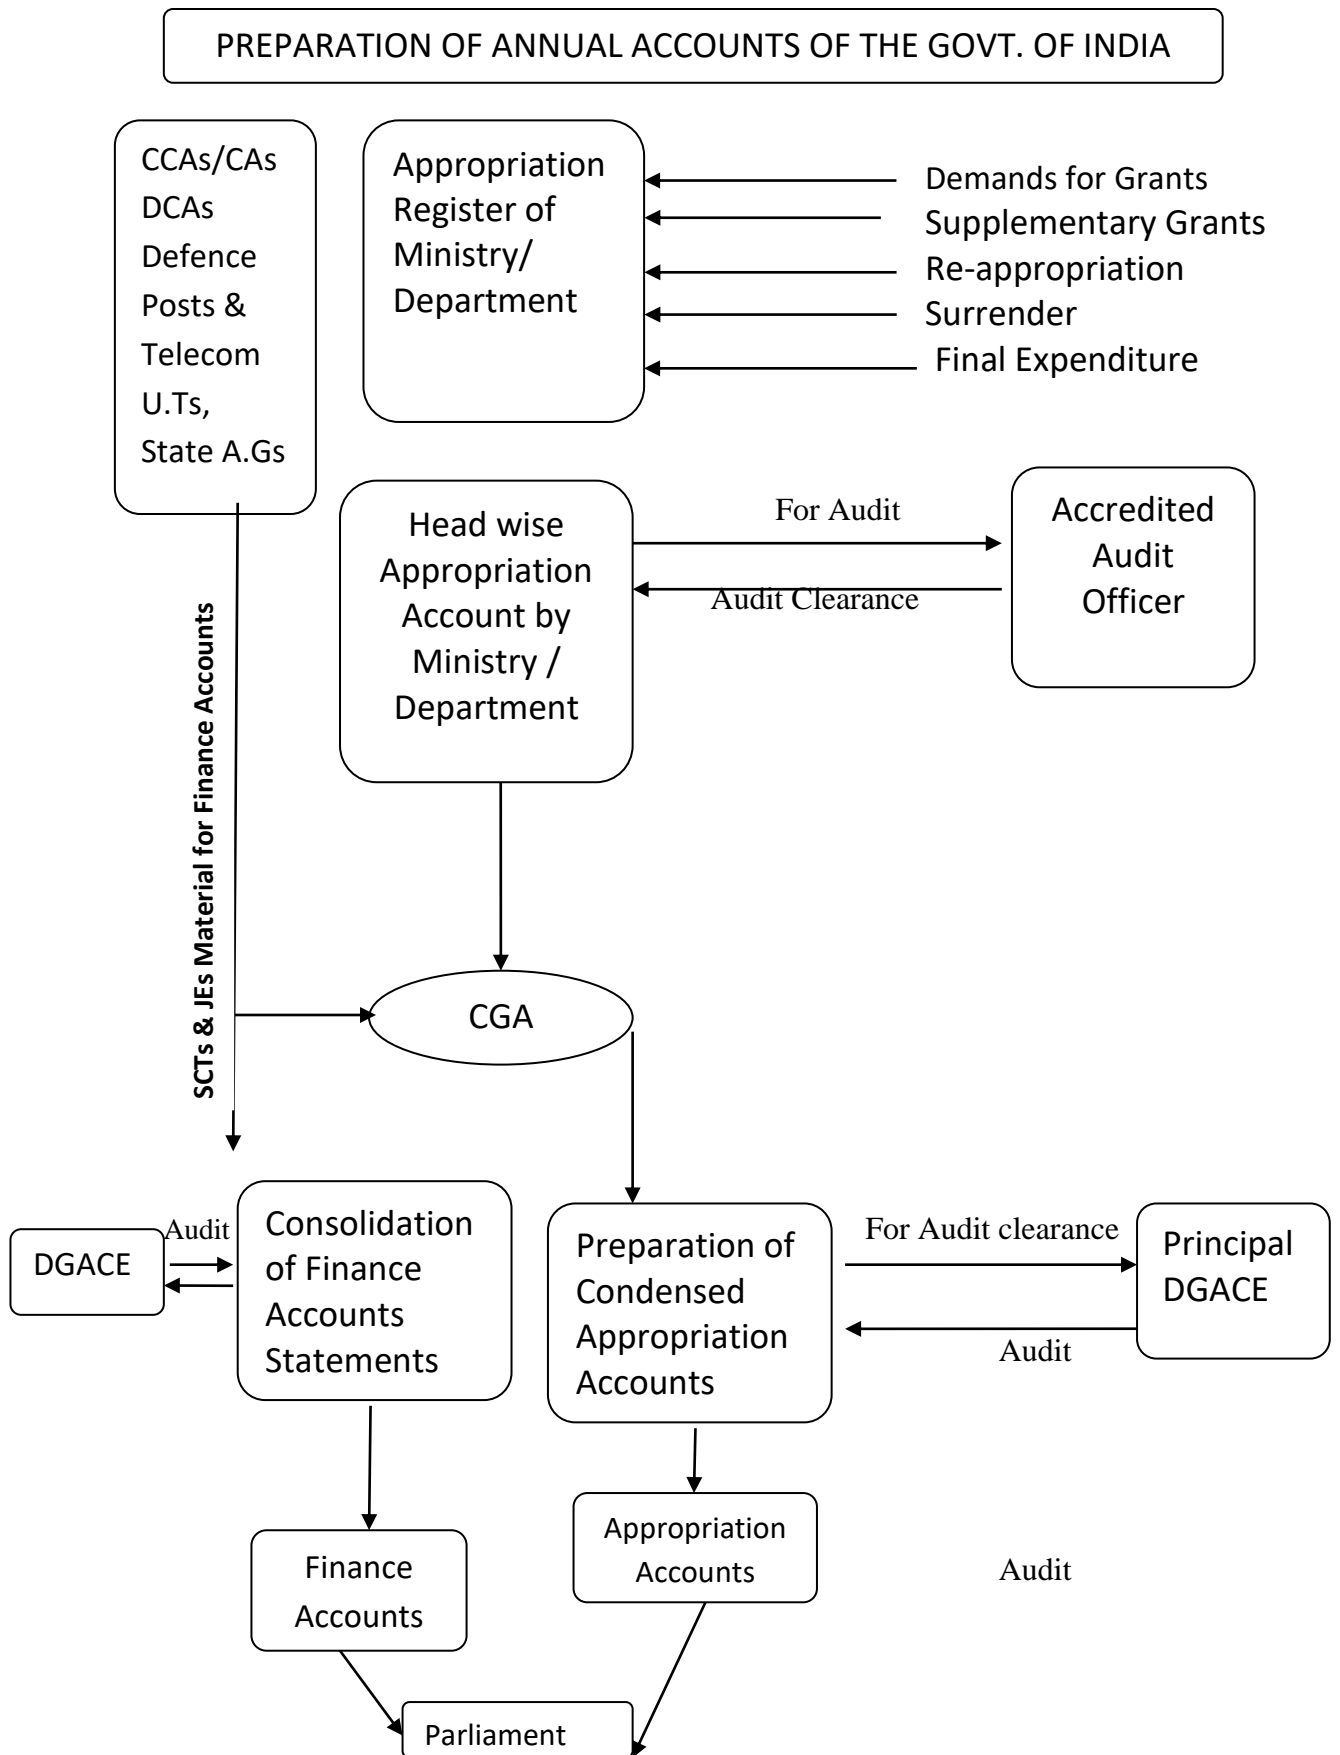 PREPARATION OF ANNUAL ACCOUNTS OF THE GOVT. OF INDIA
CCAs/CAs
DCAs
Defence
Posts &
Telecom
U.Ts,
State A.Gs
Appropriation
Register of
Ministry/
Department
Demands for Grants
Supplementary Grants
Re-appropriation
Surrender
Final Expenditure
Head wise
Appropriation
Account by
Ministry /
Department
For Audit
Audit Clearance
Accredited
Audit
Officer
SCTs & JEs Material for Finance Accounts
CGA
DGACE
Audit
Consolidation
of Finance
Accounts
Statements
Preparation of
Condensed
Appropriation
Accounts
For Audit clearance
Audit
Principal
DGACE
Finance
Accounts
Appropriation
Accounts
Audit
Parliament